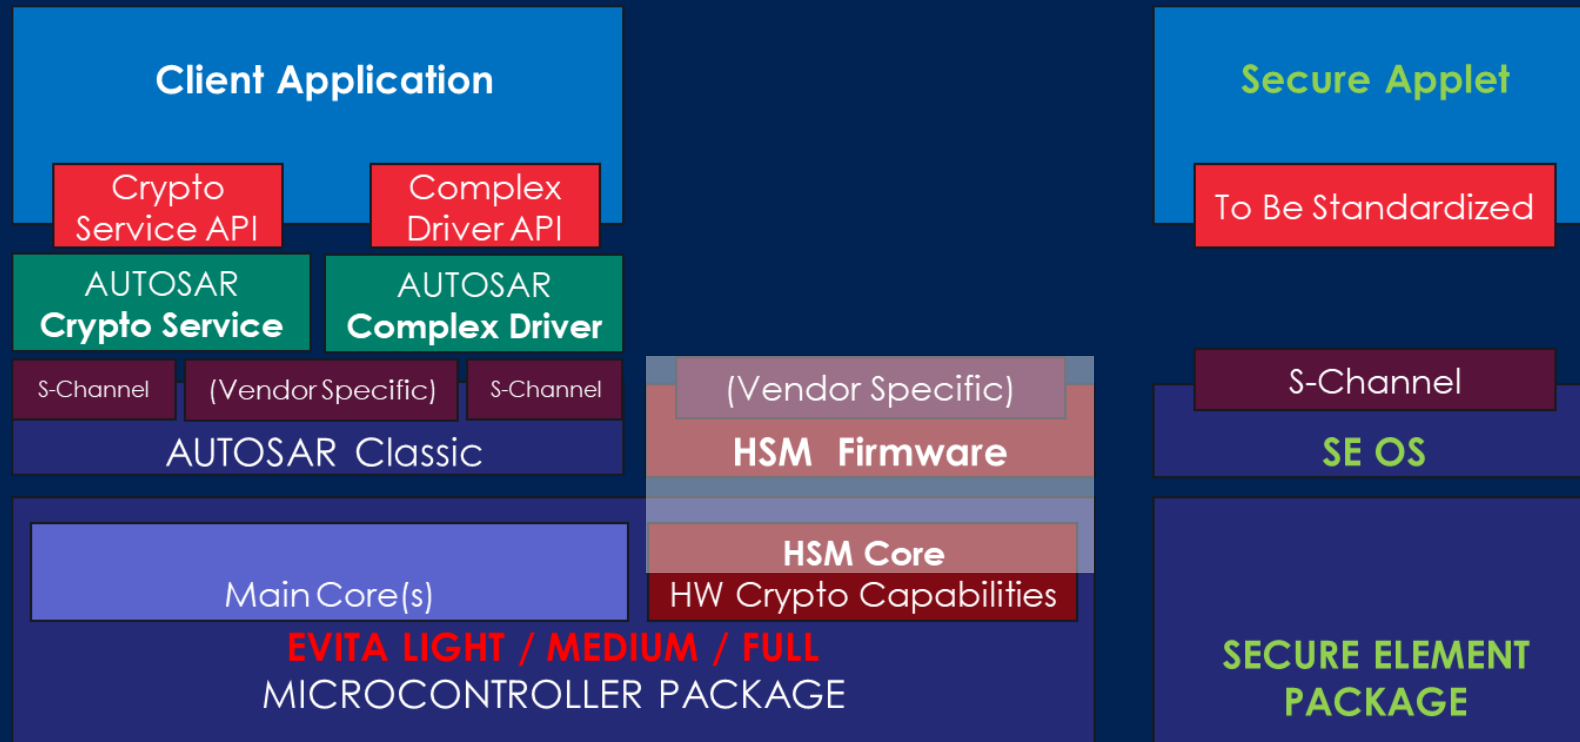 Client Application
Secure Applet
Crypto
Service API
Complex
Driver API
To Be Standardized
AUTOSAR
Crypto Service
AUTOSAR
Complex Driver
S-Channel
(Vendor Specific)
S-Channel
(Vendor Specific)
S-Channel
AUTOSAR Classic
HSM Firmware
SE OS
Main Core(s)
HSM Core
HW Crypto Capabilities
EVITA LIGHT / MEDIUM / FULL
MICROCONTROLLER PACKAGE
SECURE ELEMENT
PACKAGE